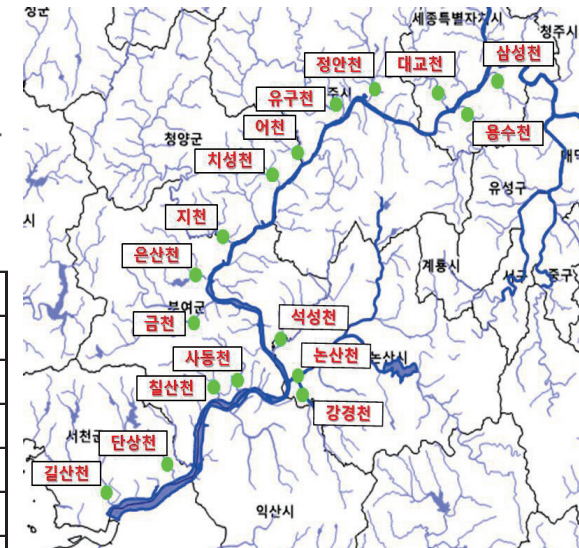 세종특별자치시
청주시
삽성천
정안천
대교천
유구천
주시
어천
용수천
청양군
치성천
유성구
지천
은산천
계룡시
서구
중구
부여군
금천
석성천
사동천
논산천
논산시
칠산천
강경천
서천군
단상천
길산천
익산시